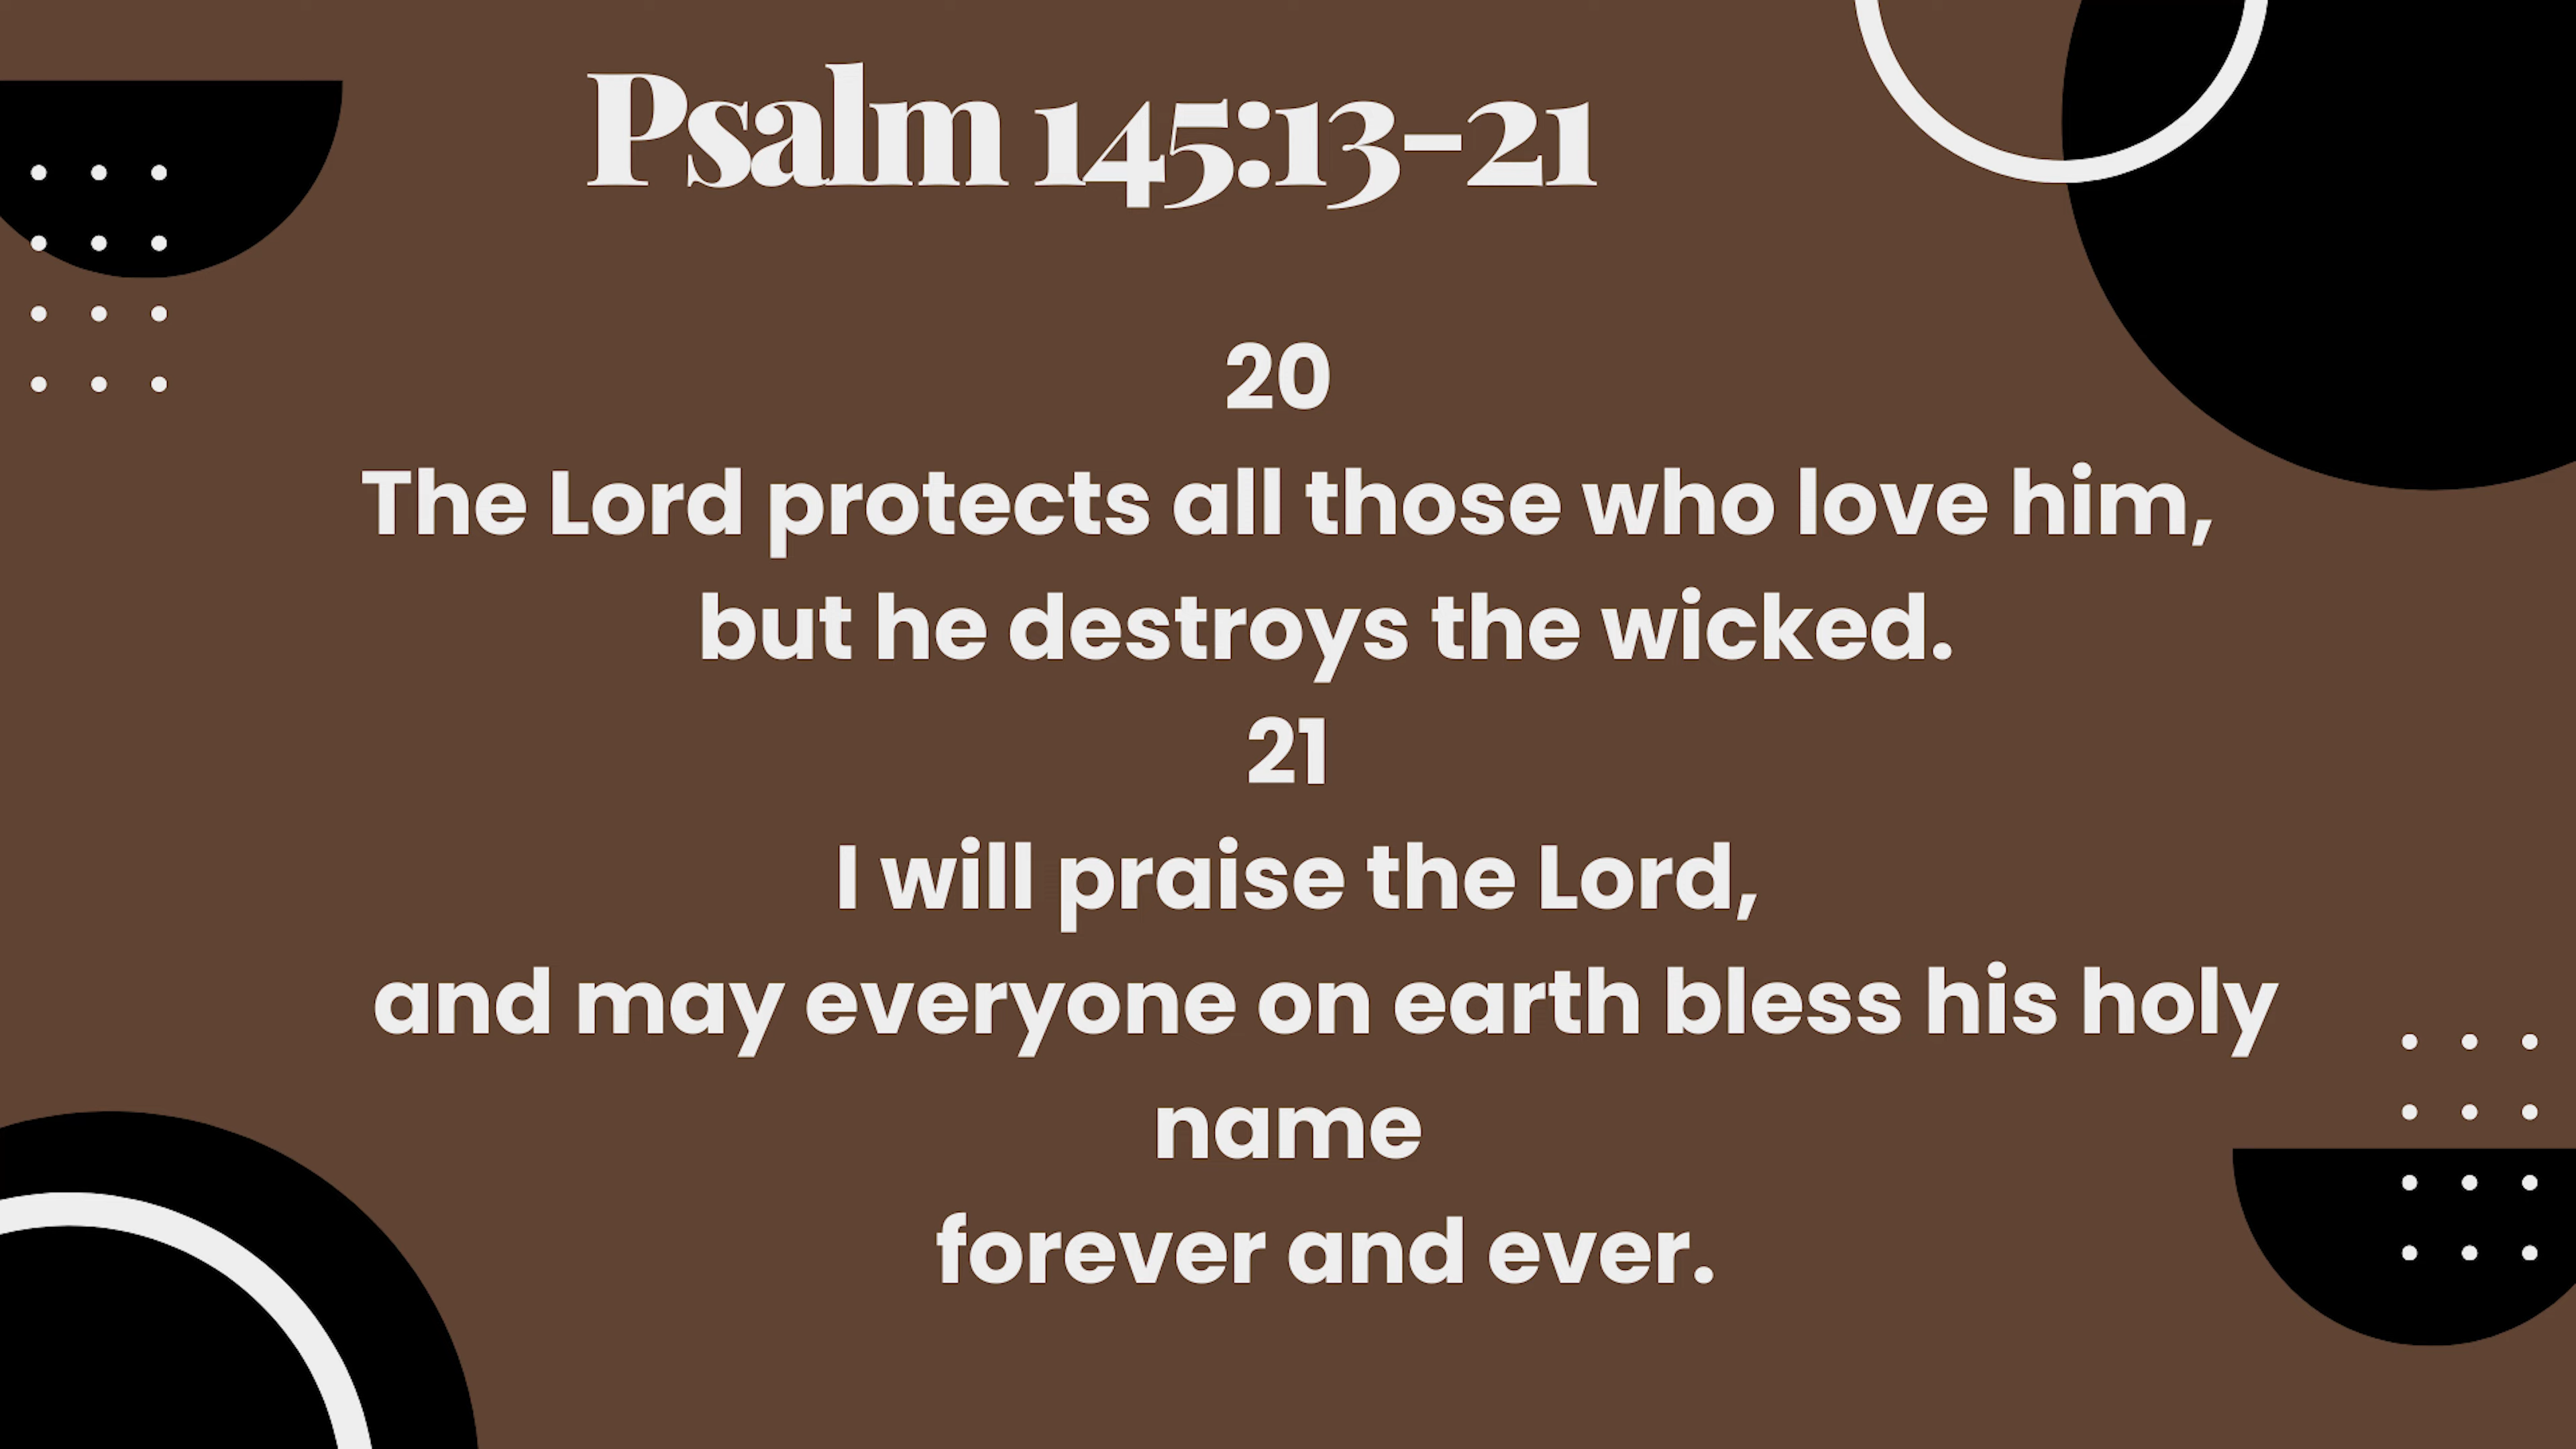 Psalm 145:13-21
20
The Lord protects all those who love him,
but he destroys the wicked.
21
I will praise the Lord,
and may everyone on earth bless his holy
name
forever and ever.